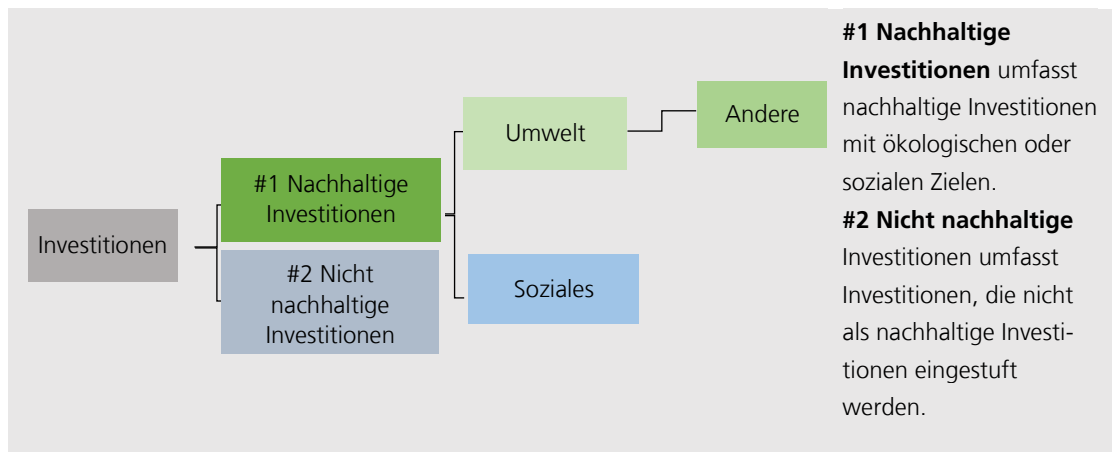 Investitionen
#1 Nachhaltige
Investitionen
#2 Nicht
nachhaltige
Investitionen
Umwelt
Soziales
Andere
#1 Nachhaltige
Investitionen umfasst
nachhaltige Investitionen
mit ökologischen oder
sozialen Zielen.
#2 Nicht nachhaltige
Investitionen umfasst
Investitionen, die nicht
als nachhaltige Investi-
tionen eingestuft
werden.